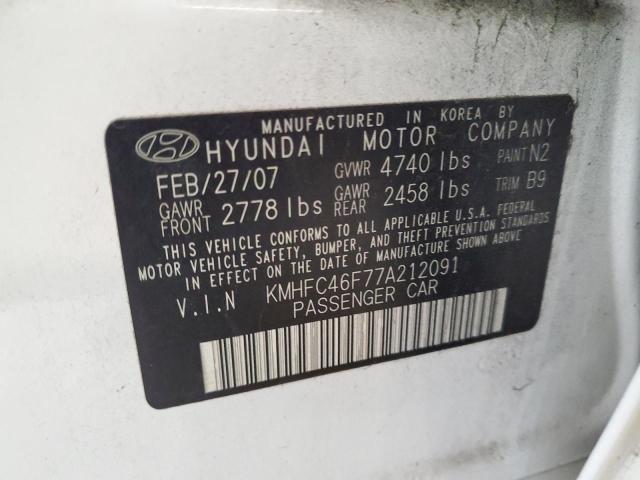 MANUFACTURED IN KOREA BY
HYUNDAI MOTOR COMPANY
FEB/27/07 GVWR 4740 lbs PAINT N2
GAWR FRONT 2778 lbs GAWR REAR 2458 lbs TRIM B9
THIS VEHICLE CONFORMS TO ALL APPLICABLE U.S.A. FEDERAL
MOTOR VEHICLE SAFETY, BUMPER, AND THEFT PREVENTION STANDARDS
IN EFFECT ON THE DATE OF MANUFACTURE SHOWN ABOVE.
V.I.N KMHFC46F77A212091
PASSENGER CAR